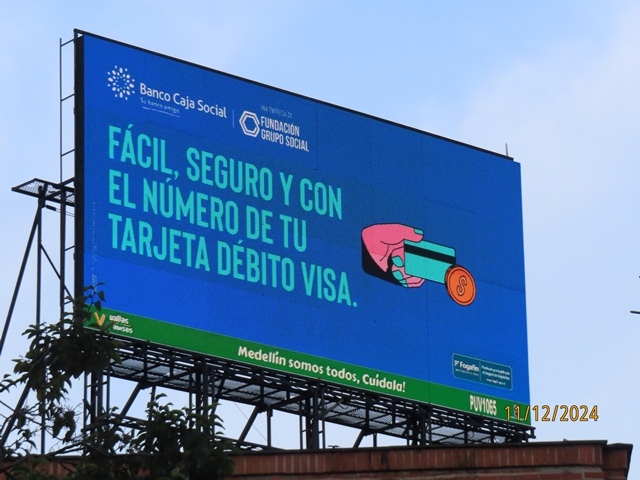 Banco Caja Social
Su banco amigo.
UNA EMPRESA DE
FUNDACIÓN
GRUPO SOCIAL
FÁCIL, SEGURO Y CON
EL NÚMERO DE TU
TARJETA DÉBITO VISA.
vallas
avisos
Medellín somos todos, Cuídala!
Fogafín
PUV1065
11/12/2024